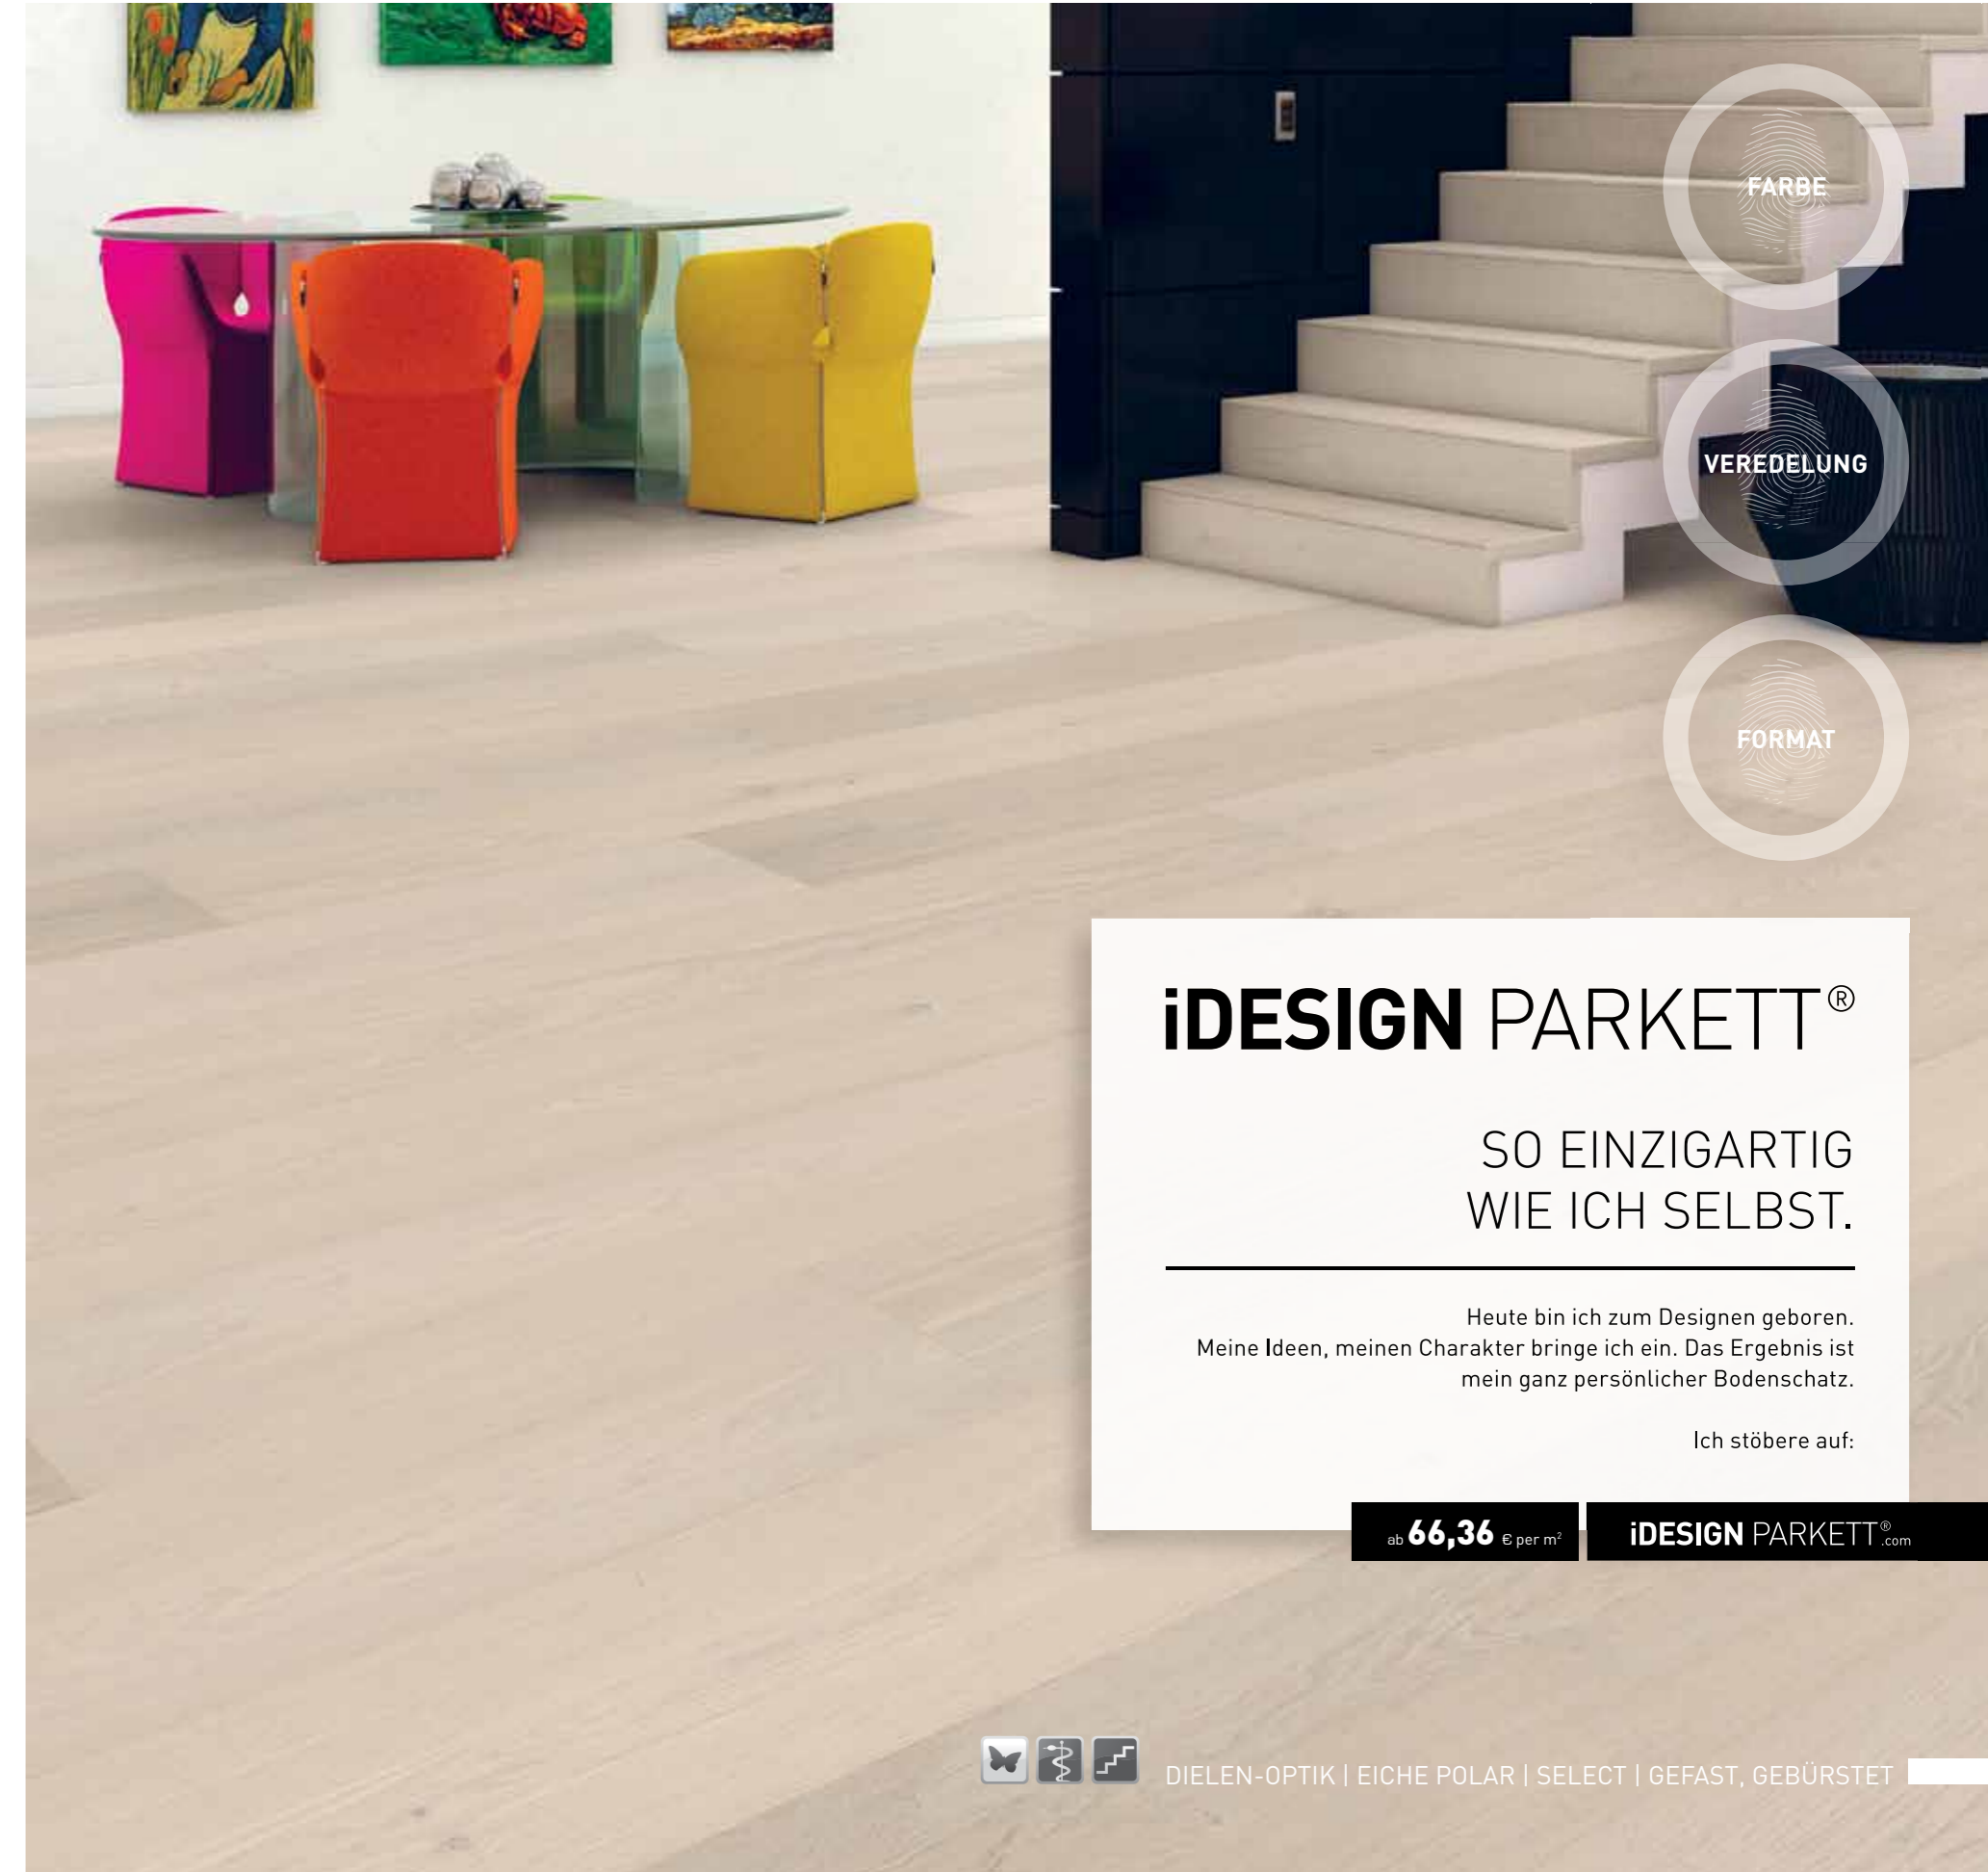 FARBE
VEREDELUNG
FORMAT
iDESIGN PARKETT®
SO EINZIGARTIG
WIE ICH SELBST.
Heute bin ich zum Designen geboren.
Meine Ideen, meinen Charakter bringe ich ein. Das Ergebnis ist
mein ganz persönlicher Bodenschatz.
Ich stöbere auf:
ab 66,36 € per m²
iDESIGN PARKETT®.com
DIELEN-OPTIK | EICHE POLAR | SELECT | GEFAST, GEBÜRSTET